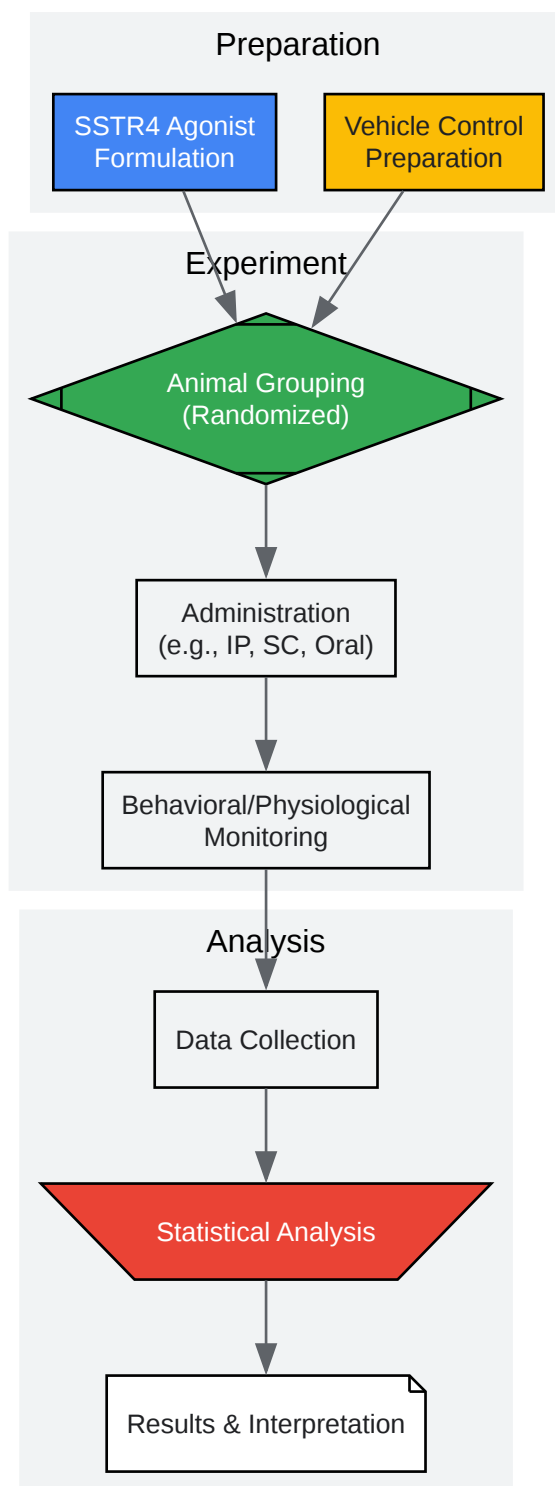 Preparation
SSTR4 Agonist
Formulation
Vehicle Control
Preparation
Experiment
Animal Grouping
(Randomized)
Administration
(e.g., IP, SC, Oral)
Behavioral/Physiological
Monitoring
Analysis
Data Collection
Statistical Analysis
Results & Interpretation